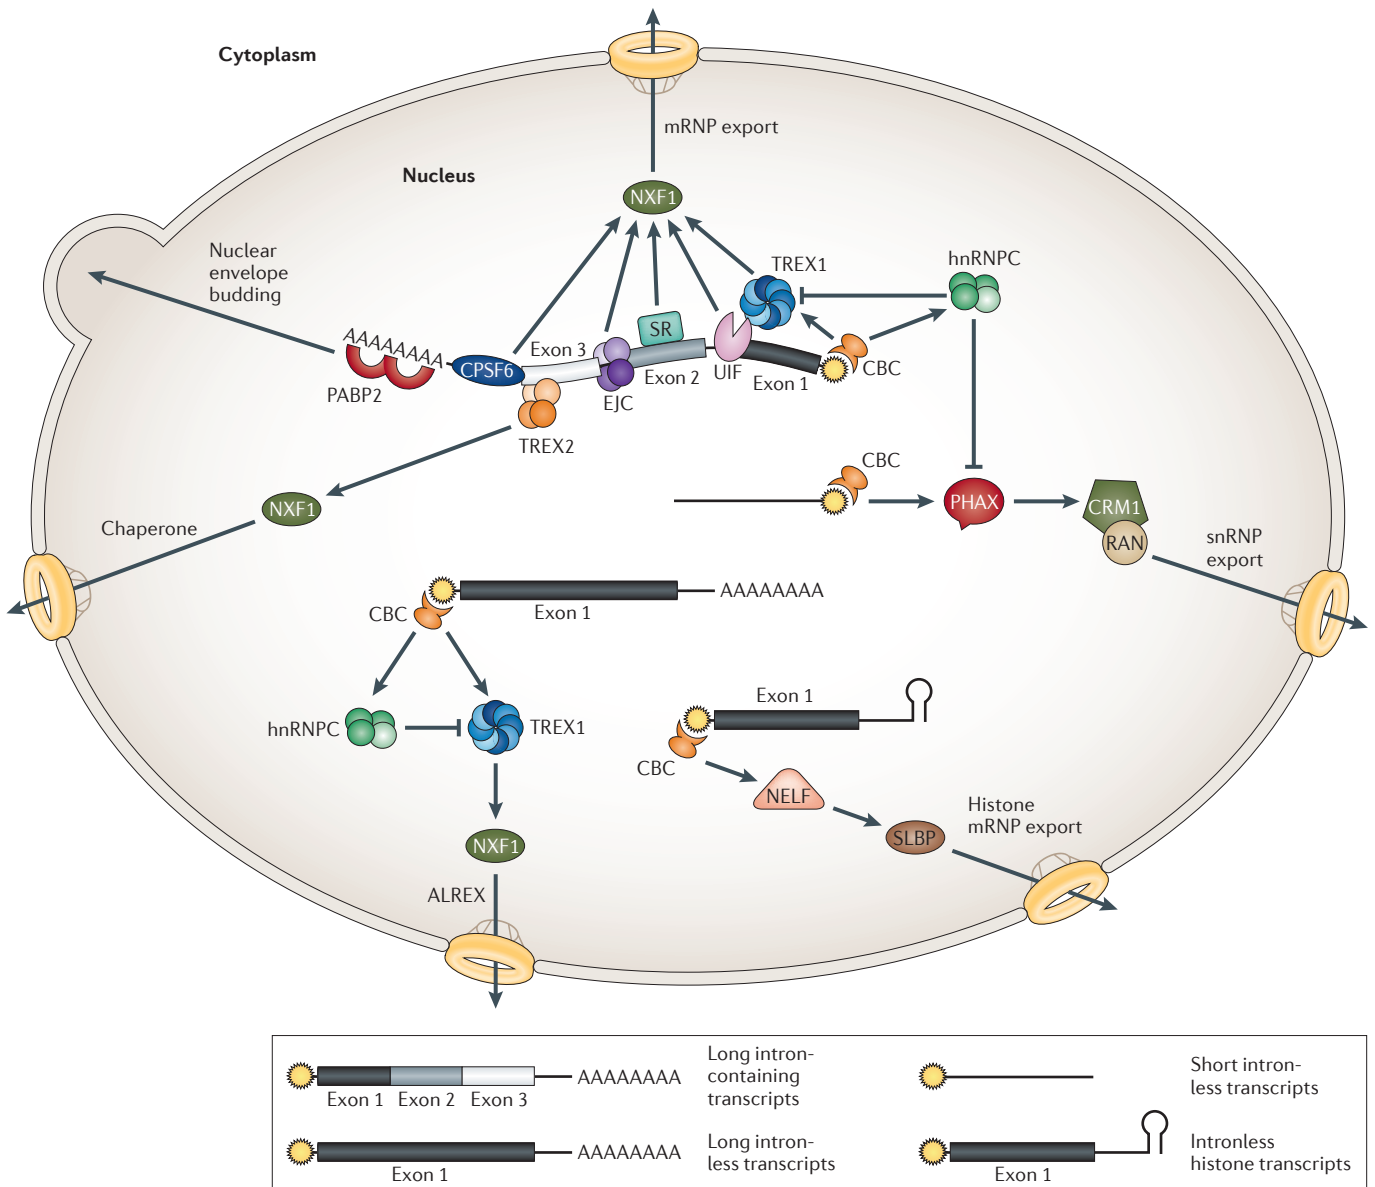 Cytoplasm
mRNP export
Nucleus
NXF1
Nuclear
envelope
budding
TREX1
hnRNPC
SR
AAAAAAAA
Exon 3
CPSF6
Exon 2
UIF
Exon 1
CBC
PABP2
EJC
TREX2
CBC
NXF1
PHAX
CRM1
RAN
snRNP
export
Chaperone
AAAAAAAA
CBC
Exon 1
Exon 1
hnRNPC
TREX1
CBC
NELF
Histone
mRNP export
SLBP
NXF1
ALREX
AAAAAAAA
Exon 1 Exon 2 Exon 3
Long intron-
containing
transcripts
Short intron-
less transcripts
AAAAAAAA
Exon 1
Long intron-
less transcripts
Exon 1
Intronless
histone transcripts